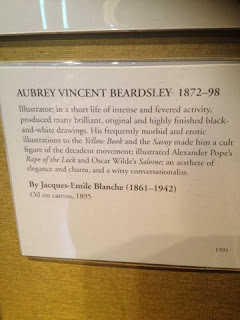 AUBREY VINCENT BEARDSLEY 1872–98
Illustrator; in a short life of intense and fevered activity,
produced many brilliant, original and highly finished black-
and-white drawings. His frequently morbid and erotic
illustrations to the Yellow Book and the Savoy made him a cult
figure of the decadent movement; illustrated Alexander Pope's
Rape of the Lock and Oscar Wilde's Salome; an aesthete of
elegance and charm, and a witty conversationalist.
By Jacques-Emile Blanche (1861–1942)
Oil on canvas, 1895
1991